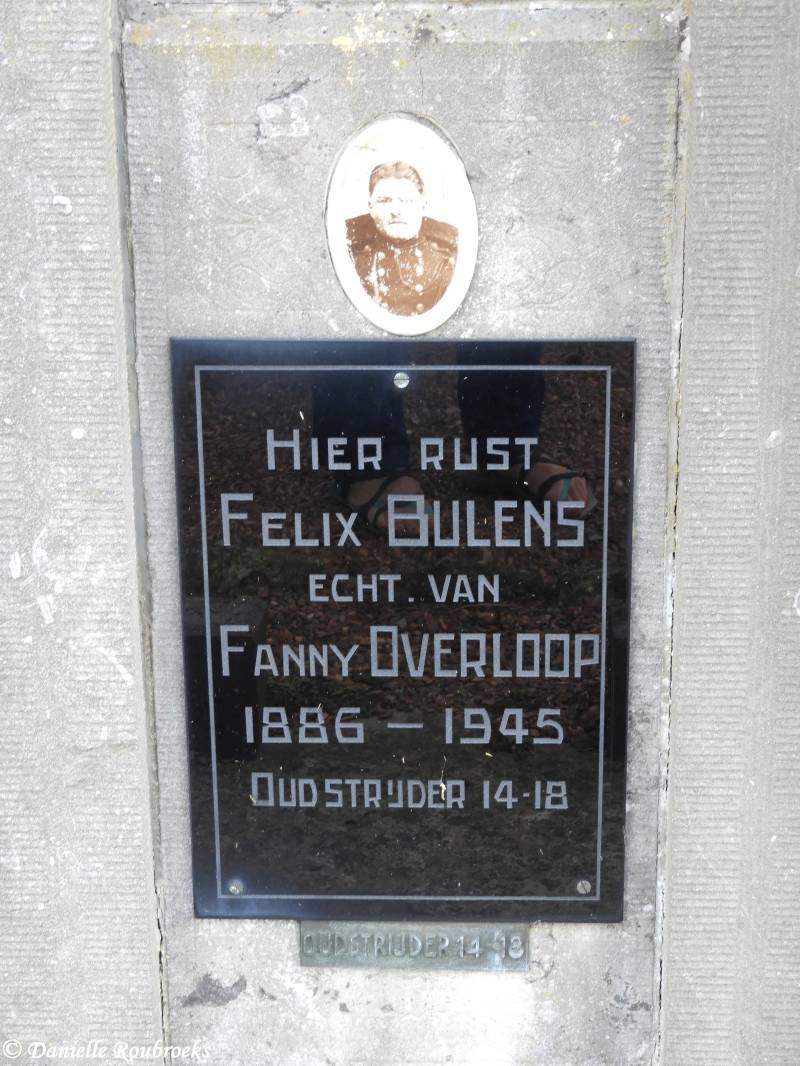 HIER RUST
FELIX BULENS
ECHT. VAN
FANNY OVERLOOP
1886 — 1945
OUDSTRIJDER 14-18
OUDSTRIJDER 14-18
© Danielle Roubroeks